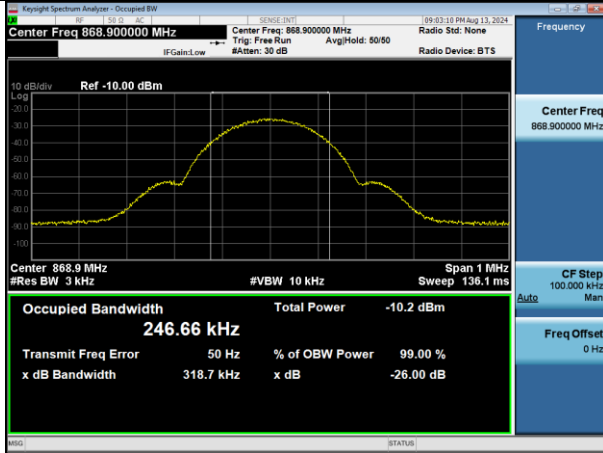 Keysight Spectrum Analyzer - Occupied BW
RF 50 Ω AC SENSE:INT 09:03:10 PM Aug 13, 2024
Center Freq 868.900000 MHz Center Freq: 868.900000 MHz Radio Std: None
Trig: Free Run Avg|Hold: 50/50
IFGain:Low #Atten: 30 dB Radio Device: BTS
Frequency
10 dB/div Ref -10.00 dBm
Log
-20.0
-30.0
-40.0
-50.0
-60.0
-70.0
-80.0
-90.0
-100
Center 868.9 MHz Span 1 MHz
#Res BW 3 kHz #VBW 10 kHz Sweep 136.1 ms
Center Freq
868.900000 MHz
CF Step
100.000 kHz
Auto Man
Freq Offset
0 Hz
Occupied Bandwidth Total Power -10.2 dBm
246.66 kHz
Transmit Freq Error 50 Hz % of OBW Power 99.00 %
x dB Bandwidth 318.7 kHz x dB -26.00 dB
MSG STATUS